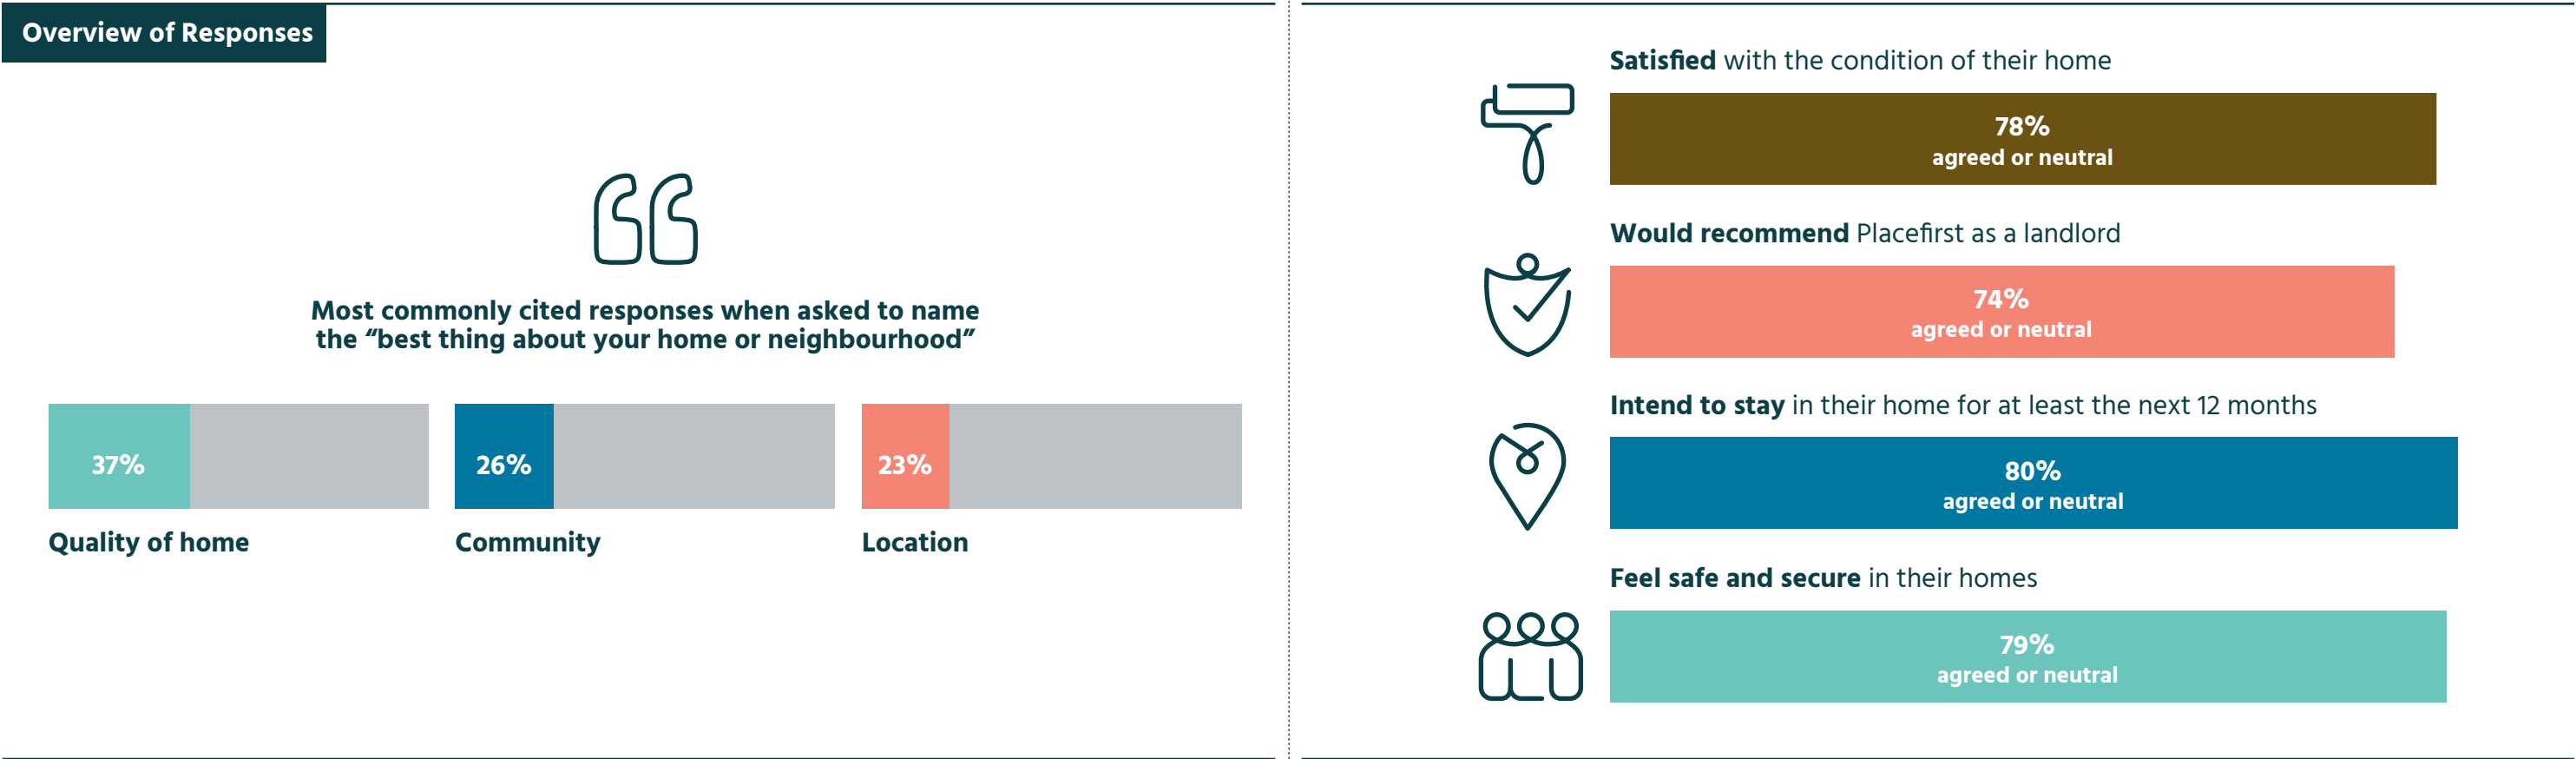 Overview of Responses
Most commonly cited responses when asked to name
the “best thing about your home or neighbourhood”
37%
Quality of home
26%
Community
23%
Location
Satisfied with the condition of their home
78%
agreed or neutral
Would recommend Placefirst as a landlord
74%
agreed or neutral
Intend to stay in their home for at least the next 12 months
80%
agreed or neutral
Feel safe and secure in their homes
79%
agreed or neutral